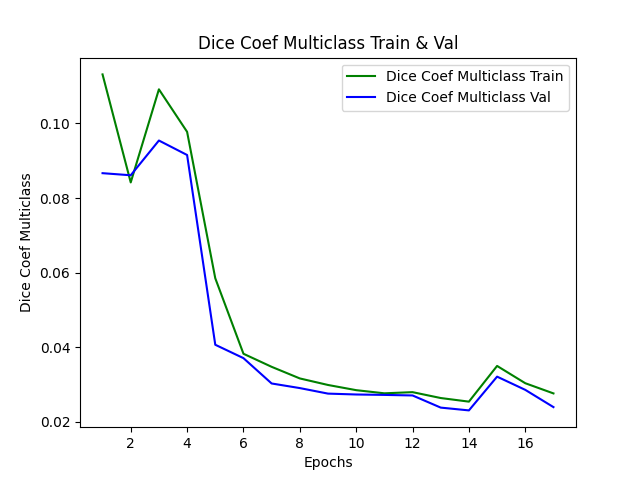 Dice Coef Multiclass Train & Val
Dice Coef Multiclass Train
Dice Coef Multiclass Val
Dice Coef Multiclass
0.10
0.08
0.06
0.04
0.02
2 4 6 8 10 12 14 16
Epochs